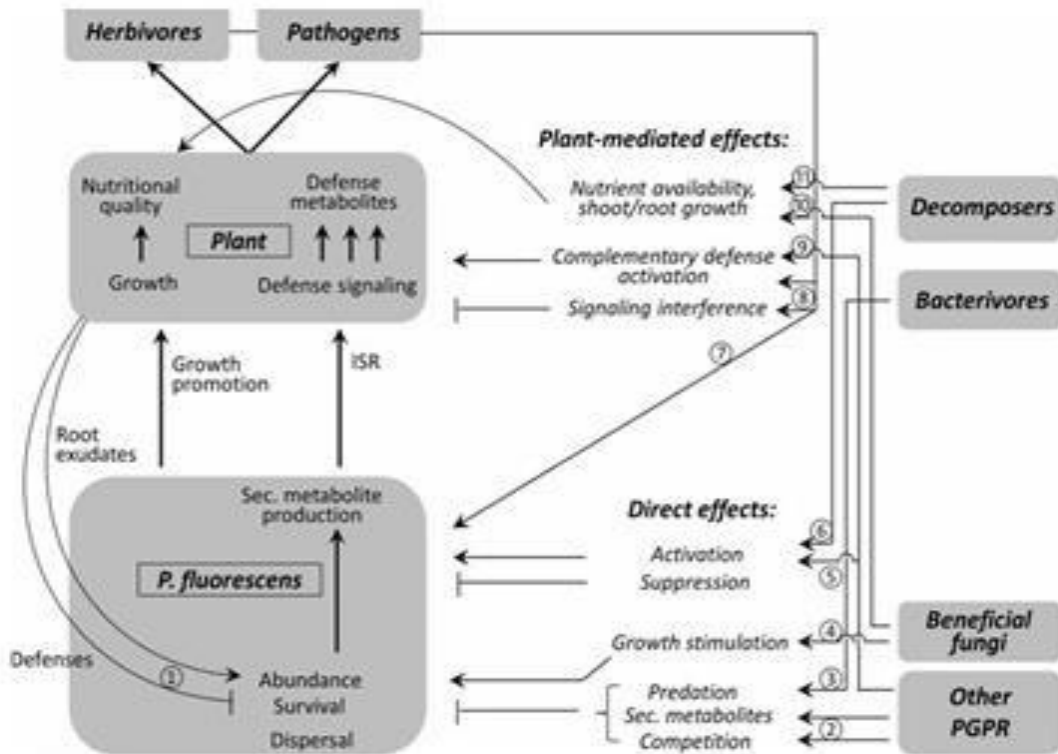 Herbivores
Pathogens
Plant-mediated effects:
Nutritional
quality
Defense
metabolites
Plant
Growth
Defense signaling
Nutrient availability,
shoot/root growth
Complementary defense
activation
Signaling interference
11
10
9
8
7
Decomposers
Bacterivores
Growth
promotion
ISR
Root
exudates
Sec. metabolite
production
P. fluorescens
Direct effects:
Activation
Suppression
6
5
Growth stimulation
4
Beneficial
fungi
Defenses
1
Abundance
Survival
Dispersal
Predation
Sec. metabolites
Competition
3
2
Other
PGPR